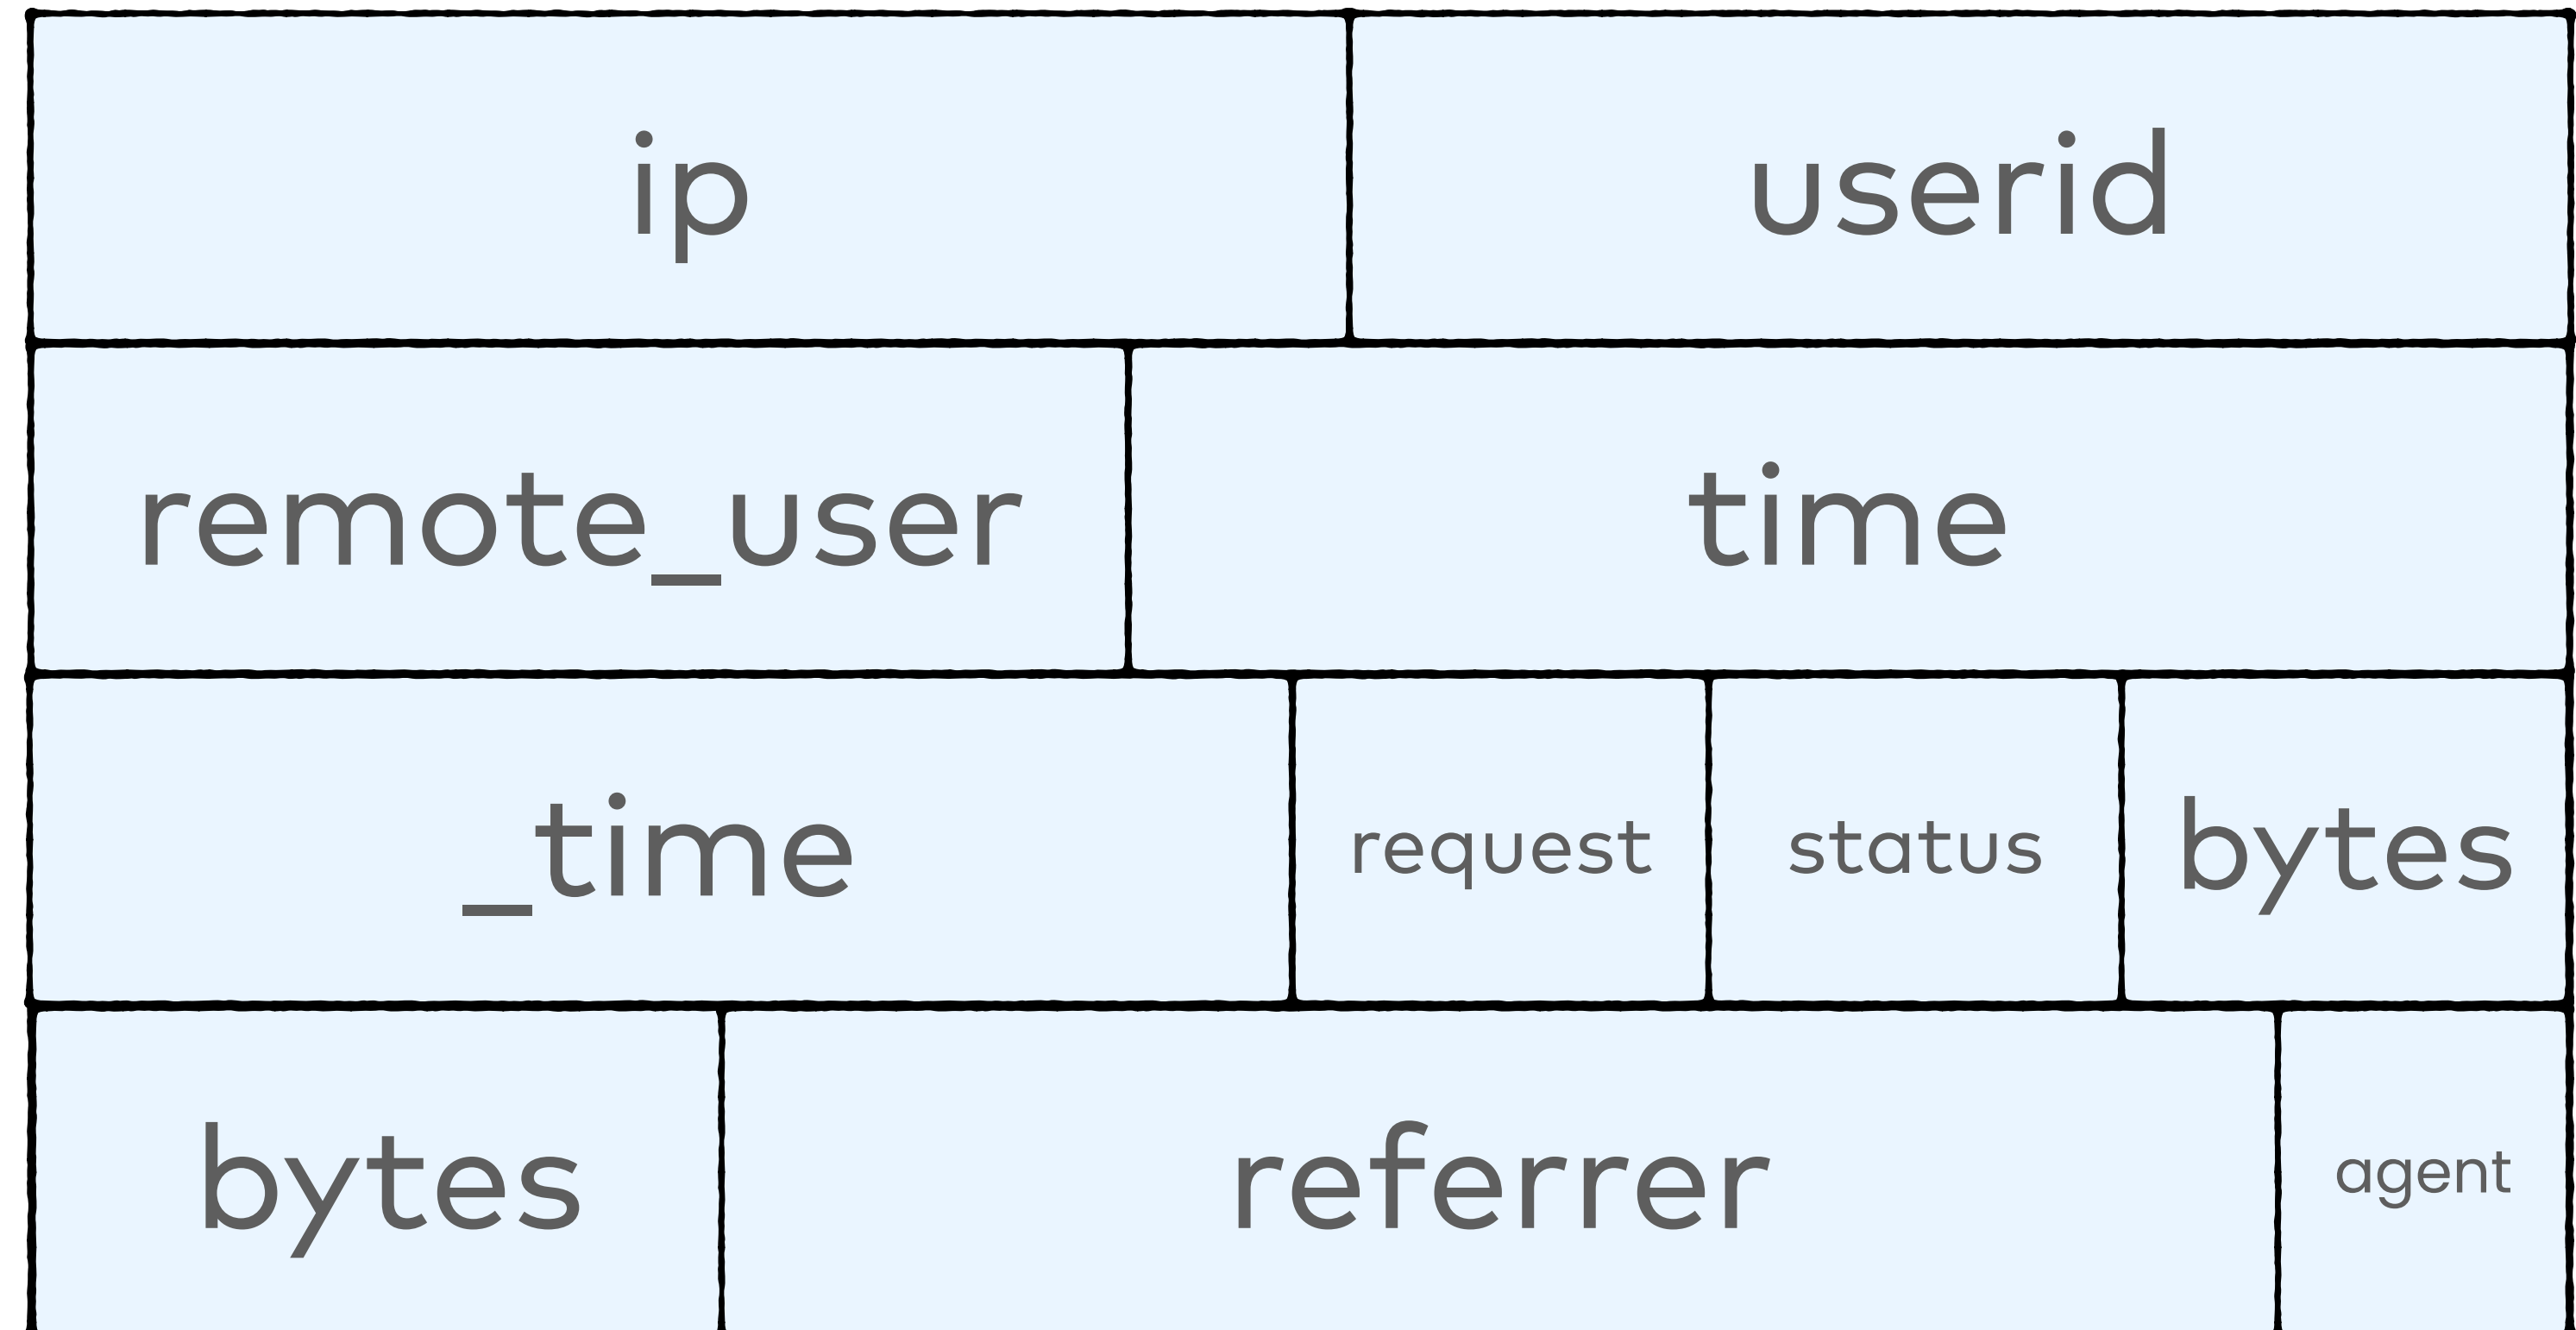 ip userid
remote_user time
_time request status bytes
bytes referrer agent